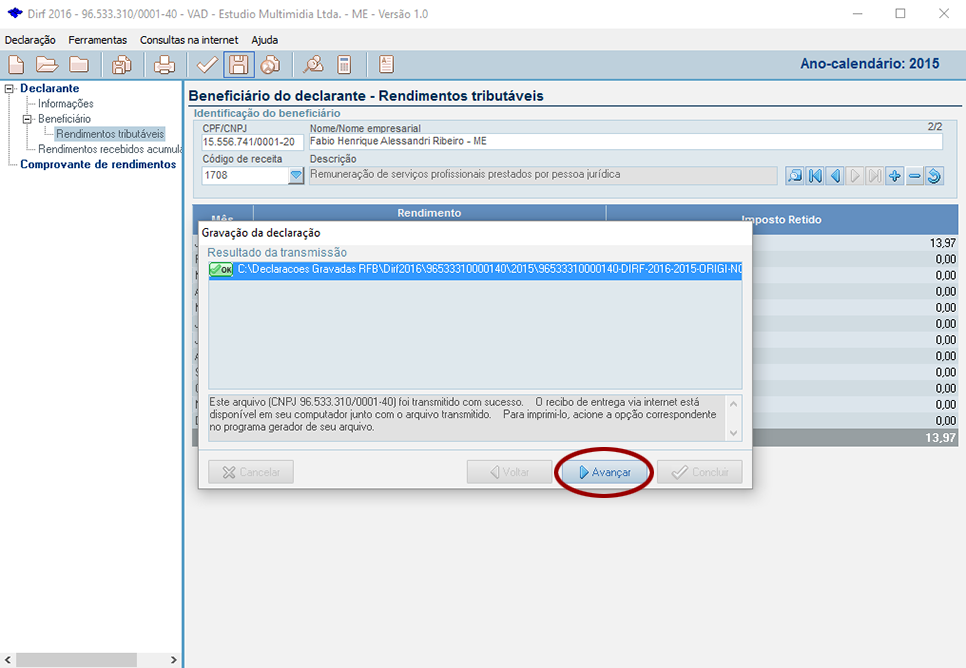 Dirf 2016 - 96.533.310/0001-40 - VAD - Estudio Multimidia Ltda. - ME - Versão 1.0
Declaração Ferramentas Consultas na internet Ajuda
Ano-calendário: 2015
Declarante
Informações
Beneficiário
Rendimentos tributáveis
Rendimentos recebidos acumula
Comprovante de rendimentos
Beneficiário do declarante - Rendimentos tributáveis
Identificação do beneficiário
CPF/CNPJ Nome/Nome empresarial 2/2
15.556.741/0001-20 Fabio Henrique Alessandri Ribeiro - ME
Código de receita Descrição
1708 Remuneração de serviços profissionais prestados por pessoa jurídica
Mês Rendimento Imposto Retido
13,97
0,00
0,00
0,00
0,00
0,00
0,00
0,00
0,00
0,00
0,00
0,00
13,97
Gravação da declaração
Resultado da transmissão
OK C:\Declaracoes Gravadas RFB\Dirf2016\96533310000140\2015\96533310000140-DIRF-2016-2015-ORIGI-NO
Este arquivo (CNPJ 96.533.310/0001-40) foi transmitido com sucesso. O recibo de entrega via internet está
disponível em seu computador junto com o arquivo transmitido. Para imprimi-lo, acione a opção correspondente
no programa gerador de seu arquivo.
Cancelar Voltar Avançar Concluir